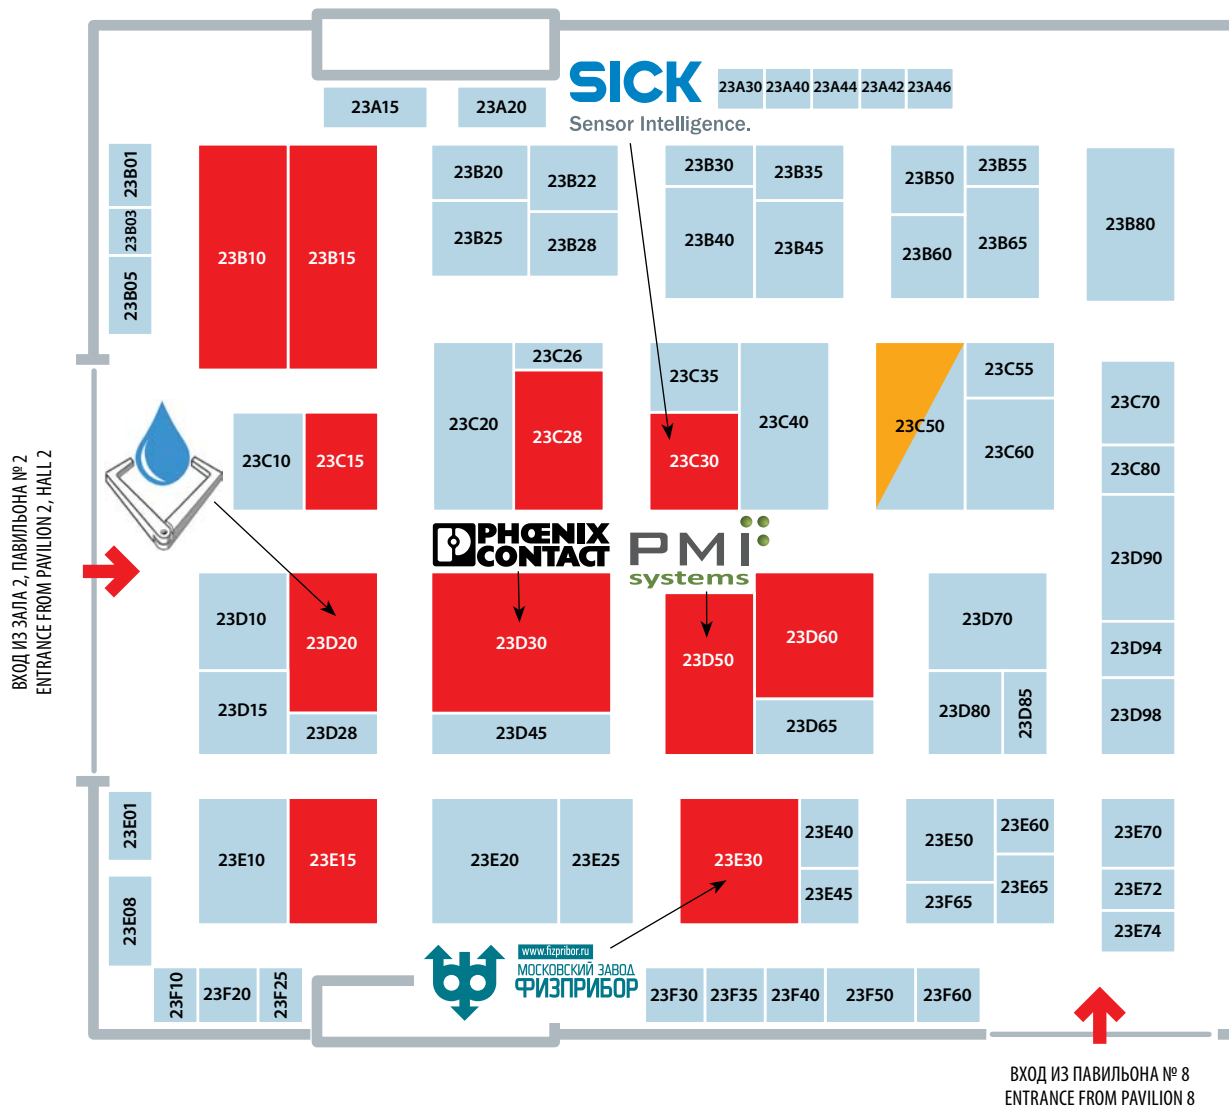 SICK
Sensor Intelligence.
23A30 23A40 23A44 23A42 23A46
23A15 23A20
23B01
23B03
23B05
23B10 23B15
23B20 23B22
23B25 23B28
23B30 23B35
23B40 23B45
23B50 23B55
23B60 23B65
23B80
23C10 23C15
23C20 23C26
23C28
23C35 23C40
23C30
23C50 23C55
23C60
23C70
23C80
ВХОД ИЗ ЗАЛА 2, ПАВИЛЬОНА № 2
ENTRANCE FROM PAVILION 2, HALL 2
PHŒNIX
CONTACT
PMI
systems
23D10 23D20
23D15 23D28
23D30
23D45
23D50 23D60
23D65
23D70
23D80 23D85
23D90
23D94
23D98
23E01
23E08
23E10 23E15
23E20 23E25
23E30 23E40
23E45
23E50 23E60
23F65 23E65
23E70
23E72
23E74
www.fizpribor.ru
МОСКОВСКИЙ ЗАВОД
ФИЗПРИБОР
23F10 23F20 23F25
23F30 23F35 23F40 23F50 23F60
ВХОД ИЗ ПАВИЛЬОНА № 8
ENTRANCE FROM PAVILION 8